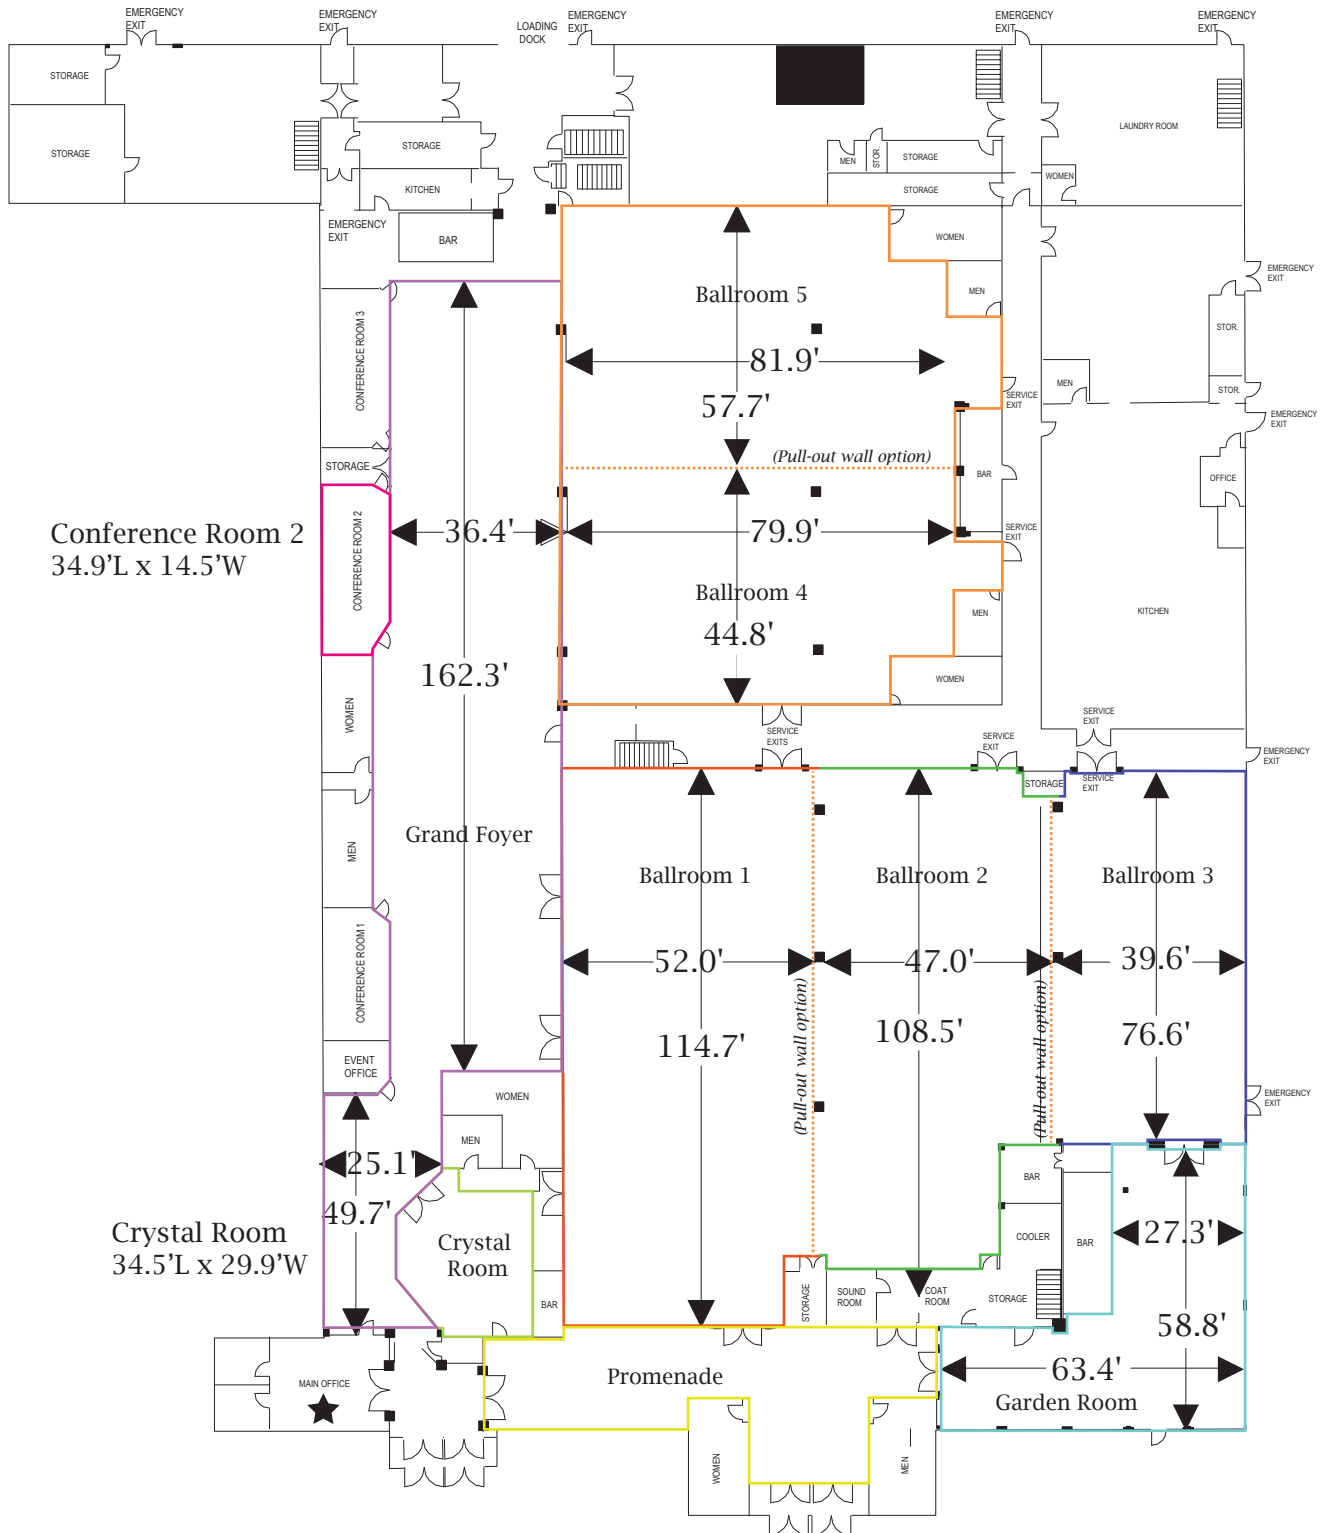 EMERGENCY
EXIT
EMERGENCY
EXIT
LOADING
DOCK
EMERGENCY
EXIT
EMERGENCY
EXIT
EMERGENCY
EXIT
STORAGE
STORAGE
STORAGE
KITCHEN
EMERGENCY
EXIT
BAR
MEN
STOR.
STORAGE
STORAGE
LAUNDRY ROOM
WOMEN
WOMEN
MEN
EMERGENCY
EXIT
Ballroom 5
81.9'
57.7'
(Pull-out wall option)
CONFERENCE ROOM 3
STORAGE
SERVICE
EXIT
MEN
STOR.
STOR.
EMERGENCY
EXIT
BAR
OFFICE
Conference Room 2
34.9'L x 14.5'W
CONFERENCE ROOM 2
36.4'
79.9'
SERVICE
EXIT
Ballroom 4
44.8'
MEN
WOMEN
KITCHEN
162.3'
WOMEN
SERVICE
EXITS
SERVICE
EXIT
SERVICE
EXIT
EMERGENCY
EXIT
STORAGE
SERVICE
EXIT
Grand Foyer
MEN
Ballroom 1
Ballroom 2
Ballroom 3
52.0'
47.0'
39.6'
114.7'
108.5'
76.6'
(Pull-out wall option)
(Pull-out wall option)
CONFERENCE ROOM 1
EVENT
OFFICE
WOMEN
MEN
EMERGENCY
EXIT
25.1'
49.7'
Crystal Room
34.5'L x 29.9'W
Crystal
Room
BAR
BAR
COOLER
BAR
27.3'
STORAGE
SOUND
ROOM
COAT
ROOM
STORAGE
58.8'
63.4'
Garden Room
Promenade
MAIN OFFICE
WOMEN
MEN